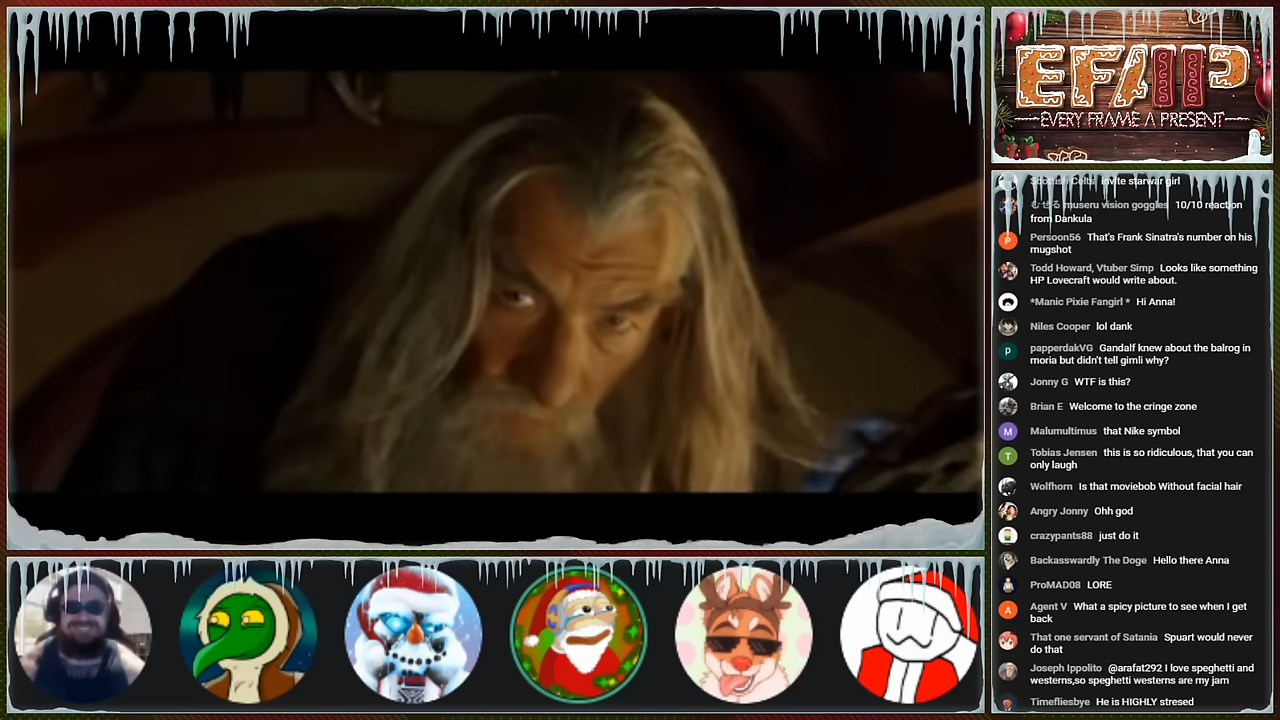 EFAP
EVERY FRAME A PRESENT
Scottish Celts invite starwar girl
むせる museru vision goggles 10/10 reaction
from Dankula
P
Persoon56 That's Frank Sinatra's number on his
mugshot
Todd Howard, Vtuber Simp Looks like something
HP Lovecraft would write about.
*Manic Pixie Fangirl * Hi Anna!
Niles Cooper lol dank
p
papperdakVG Gandalf knew about the balrog in
moria but didn't tell gimli why?
Jonny G WTF is this?
Brian E Welcome to the cringe zone
M
Malumultimus that Nike symbol
T
Tobias Jensen this is so ridiculous, that you can
only laugh
Wolfhorn Is that moviebob Without facial hair
Angry Jonny Ohh god
crazypants88 just do it
Backasswardly The Doge Hello there Anna
ProMAD08 LORE
A
Agent V What a spicy picture to see when I get
back
That one servant of Satania Spuart would never
do that
Joseph Ippolito @arafat292 I love speghetti and
westerns,so speghetti westerns are my jam
Timefliesbye He is HIGHLY stresed